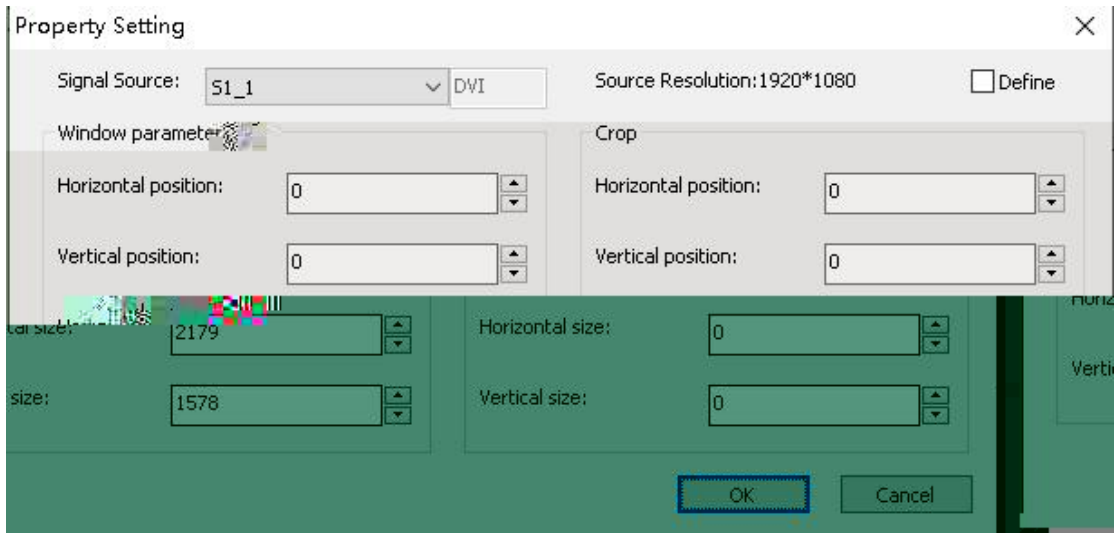 Property Setting
Signal Source: S1_1 DVI Source Resolution:1920*1080 Define
Window parameter Crop
Horizontal position: 0 Horizontal position: 0
Vertical position: 0 Vertical position: 0
size: 2179 Horizontal size: 0
size: 1578 Vertical size: 0
OK Cancel